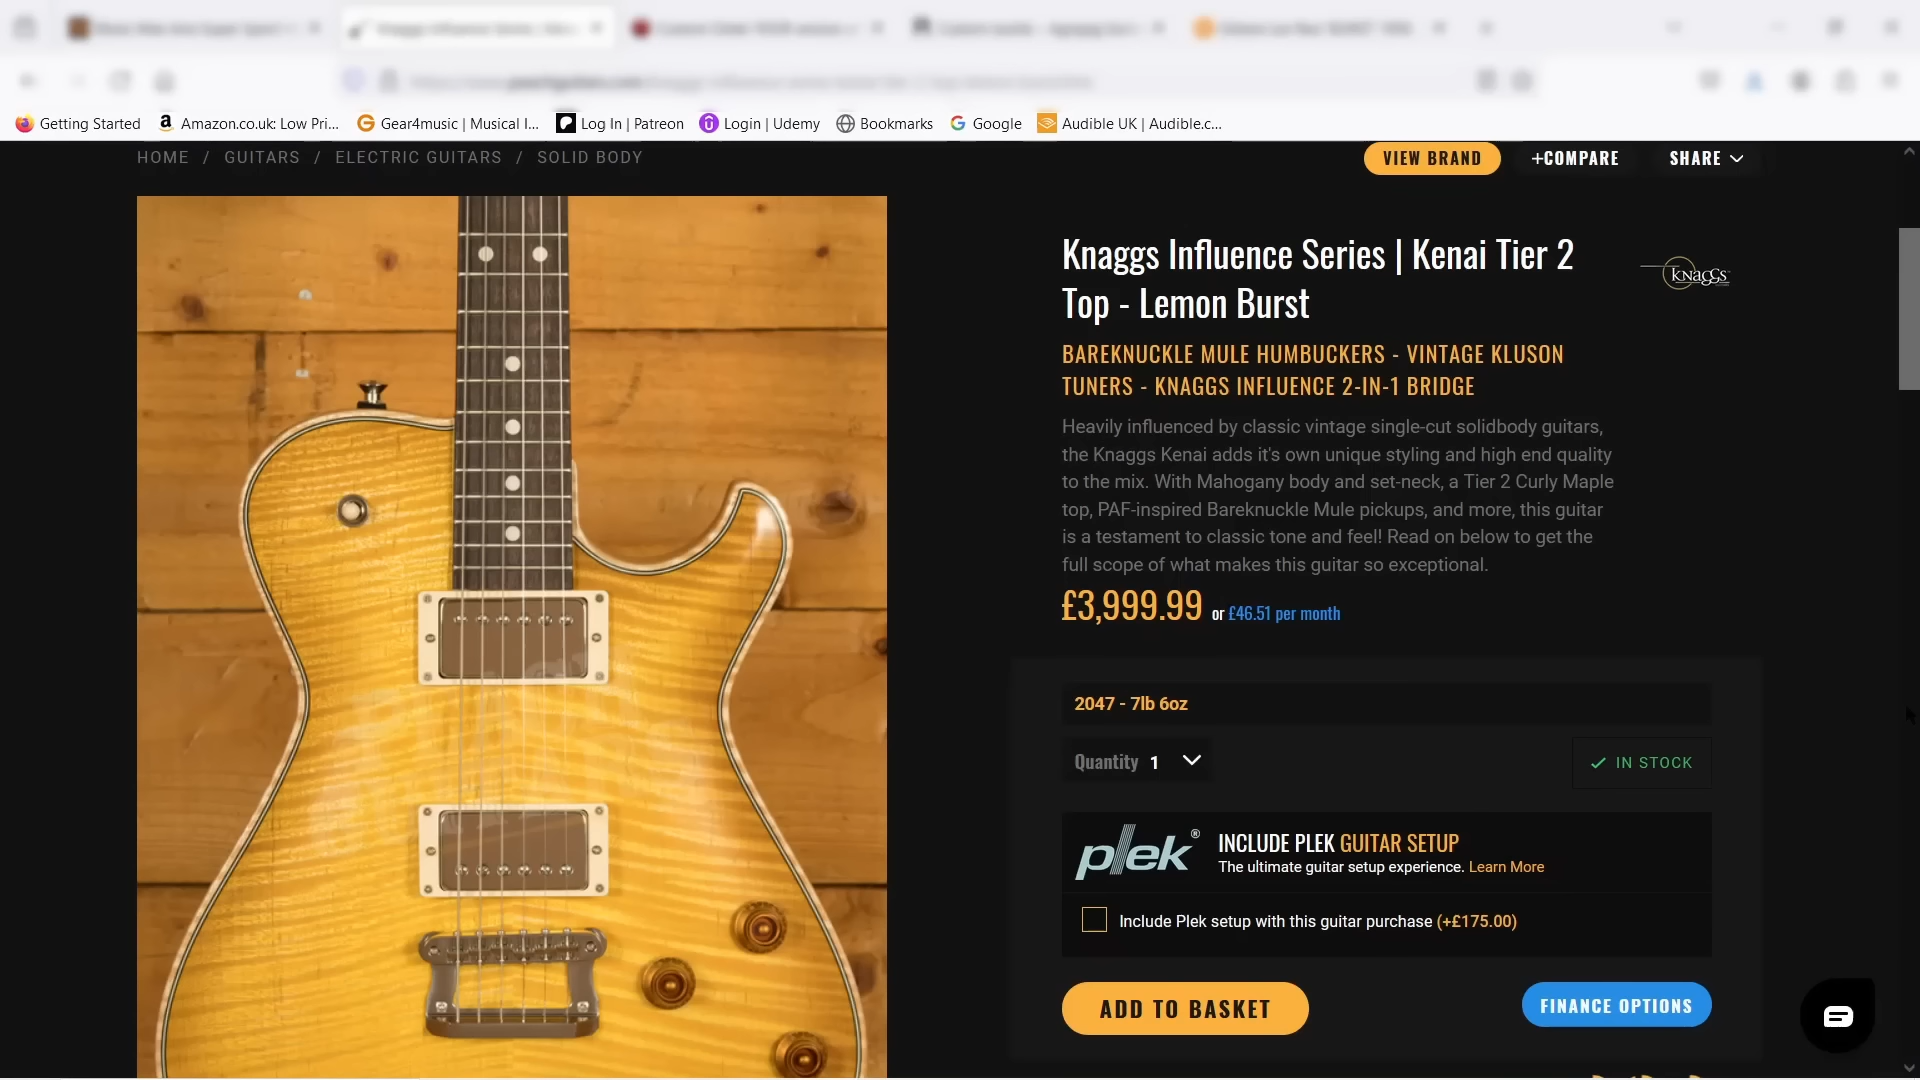 Getting Started
Amazon.co.uk: Low Pri...
Gear4music | Musical I...
Log In | Patreon
Login | Udemy
Bookmarks
Google
Audible UK | Audible.c...
HOME / GUITARS / ELECTRIC GUITARS / SOLID BODY
VIEW BRAND
+COMPARE
SHARE
Knaggs Influence Series | Kenai Tier 2
Top - Lemon Burst
KNAGGS
BAREKNUCKLE MULE HUMBUCKERS - VINTAGE KLUSON
TUNERS - KNAGGS INFLUENCE 2-IN-1 BRIDGE
Heavily influenced by classic vintage single-cut solidbody guitars,
the Knaggs Kenai adds it's own unique styling and high end quality
to the mix. With Mahogany body and set-neck, a Tier 2 Curly Maple
top, PAF-inspired Bareknuckle Mule pickups, and more, this guitar
is a testament to classic tone and feel! Read on below to get the
full scope of what makes this guitar so exceptional.
£3,999.99 or £46.51 per month
2047 - 7lb 6oz
Quantity 1
IN STOCK
plek®
INCLUDE PLEK GUITAR SETUP
The ultimate guitar setup experience. Learn More
Include Plek setup with this guitar purchase (+£175.00)
ADD TO BASKET
FINANCE OPTIONS